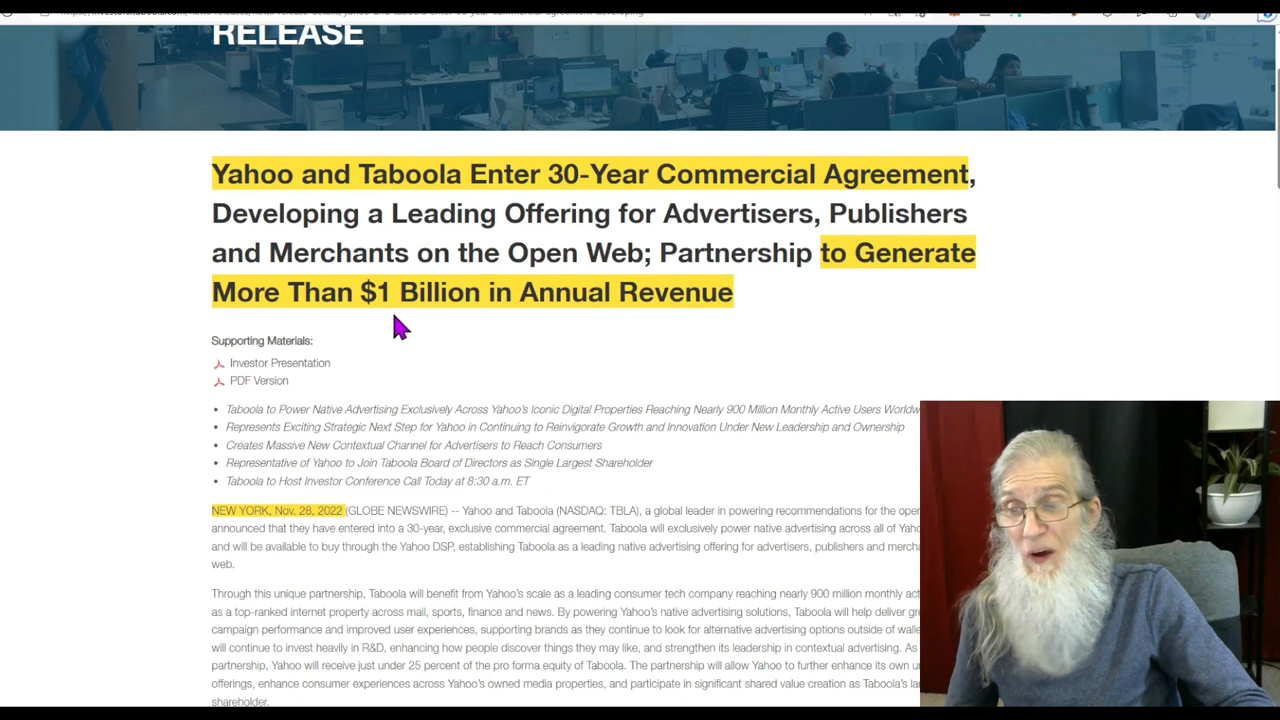 RELEASE
Yahoo and Taboola Enter 30-Year Commercial Agreement,
Developing a Leading Offering for Advertisers, Publishers
and Merchants on the Open Web; Partnership to Generate
More Than $1 Billion in Annual Revenue
Supporting Materials:
Investor Presentation
PDF Version
• Taboola to Power Native Advertising Exclusively Across Yahoo's Iconic Digital Properties Reaching Nearly 900 Million Monthly Active Users Worldw
• Represents Exciting Strategic Next Step for Yahoo in Continuing to Reinvigorate Growth and Innovation Under New Leadership and Ownership
• Creates Massive New Contextual Channel for Advertisers to Reach Consumers
• Representative of Yahoo to Join Taboola Board of Directors as Single Largest Shareholder
• Taboola to Host Investor Conference Call Today at 8:30 a.m. ET
NEW YORK, Nov. 28, 2022 (GLOBE NEWSWIRE) -- Yahoo and Taboola (NASDAQ: TBLA), a global leader in powering recommendations for the open
announced that they have entered into a 30-year, exclusive commercial agreement. Taboola will exclusively power native advertising across all of Yaho
and will be available to buy through the Yahoo DSP, establishing Taboola as a leading native advertising offering for advertisers, publishers and mercha
web.
Through this unique partnership, Taboola will benefit from Yahoo's scale as a leading consumer tech company reaching nearly 900 million monthly act
as a top-ranked internet property across mail, sports, finance and news. By powering Yahoo's native advertising solutions, Taboola will help deliver gre
campaign performance and improved user experiences, supporting brands as they continue to look for alternative advertising options outside of walle
will continue to invest heavily in R&D, enhancing how people discover things they may like, and strengthen its leadership in contextual advertising. As
partnership, Yahoo will receive just under 25 percent of the pro forma equity of Taboola. The partnership will allow Yahoo to further enhance its own u
offerings, enhance consumer experiences across Yahoo's owned media properties, and participate in significant shared value creation as Taboola's la
shareholder.